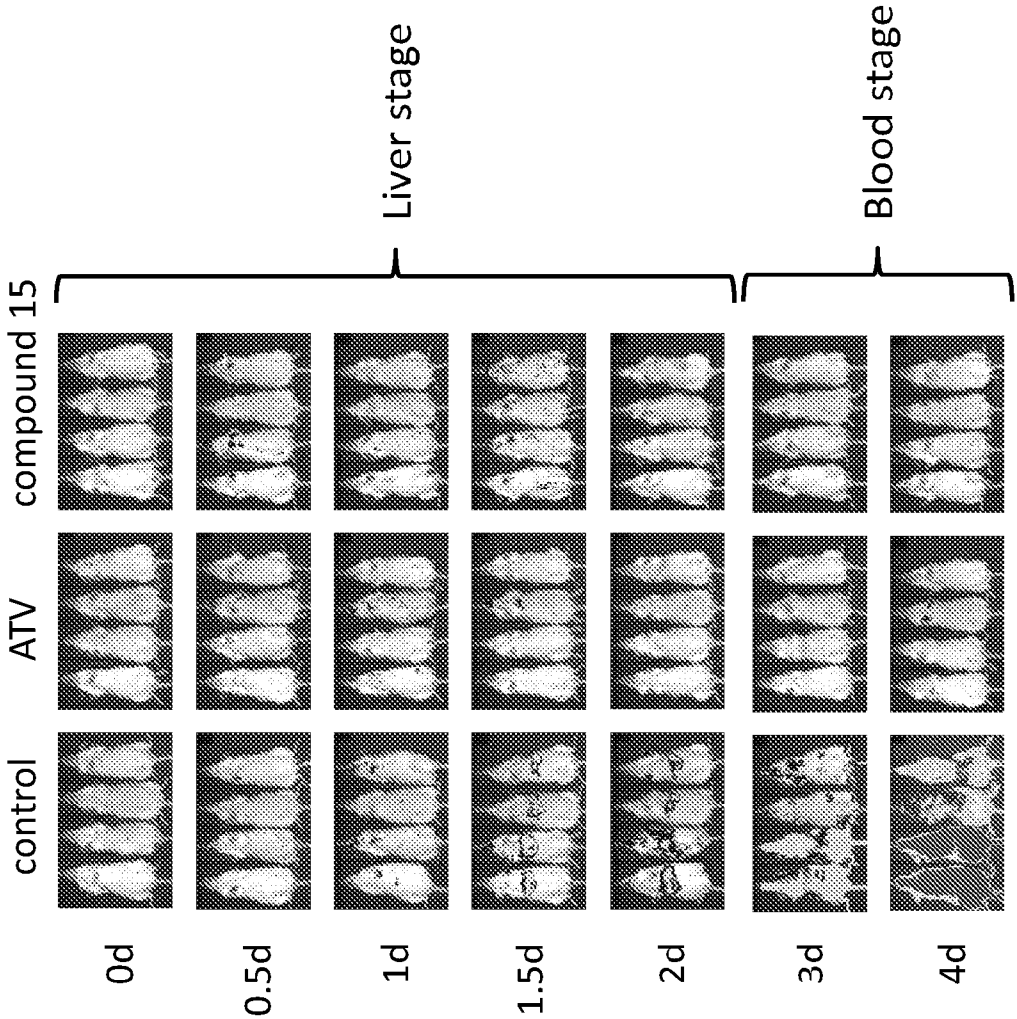 control ATV compound 15
0d
0.5d
1d
1.5d
2d
3d
4d
Liver stage
Blood stage